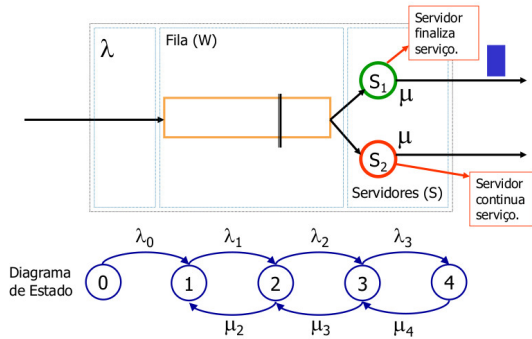 Servidor
finaliza
serviço.
λ
Fila (W)
S1
μ
μ
S2
Servidores (S)
Servidor
continua
serviço.
λ0
λ1
λ2
λ3
Diagrama
de Estado
0
1
2
3
4
μ2
μ3
μ4